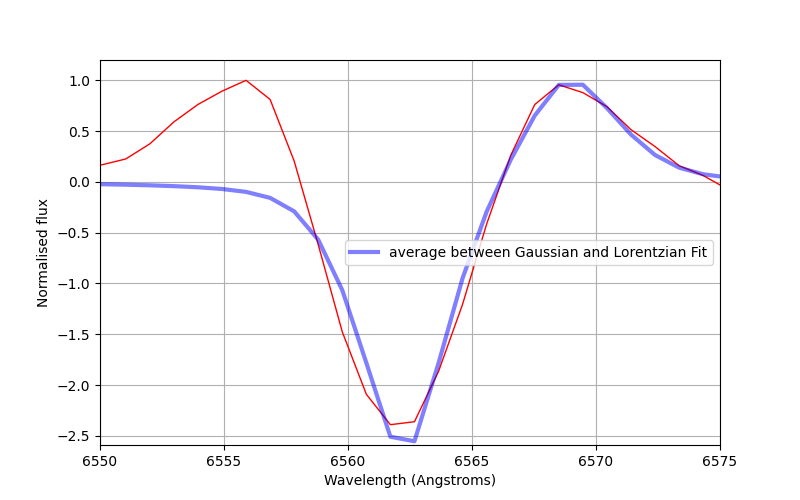 1.0
0.5
0.0
−0.5
−1.0
−1.5
−2.0
−2.5
Normalised flux
average between Gaussian and Lorentzian Fit
6550 6555 6560 6565 6570 6575
Wavelength (Angstroms)